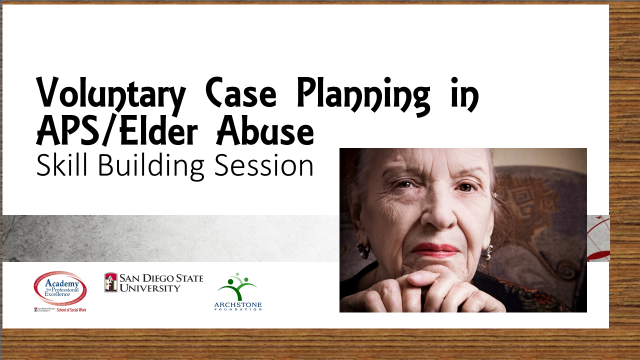 Voluntary Case Planning in
APS/Elder Abuse
Skill Building Session
Academy
for Professional
Excellence
School of Social Work
SAN DIEGO STATE
UNIVERSITY
ARCHSTONE
FOUNDATION